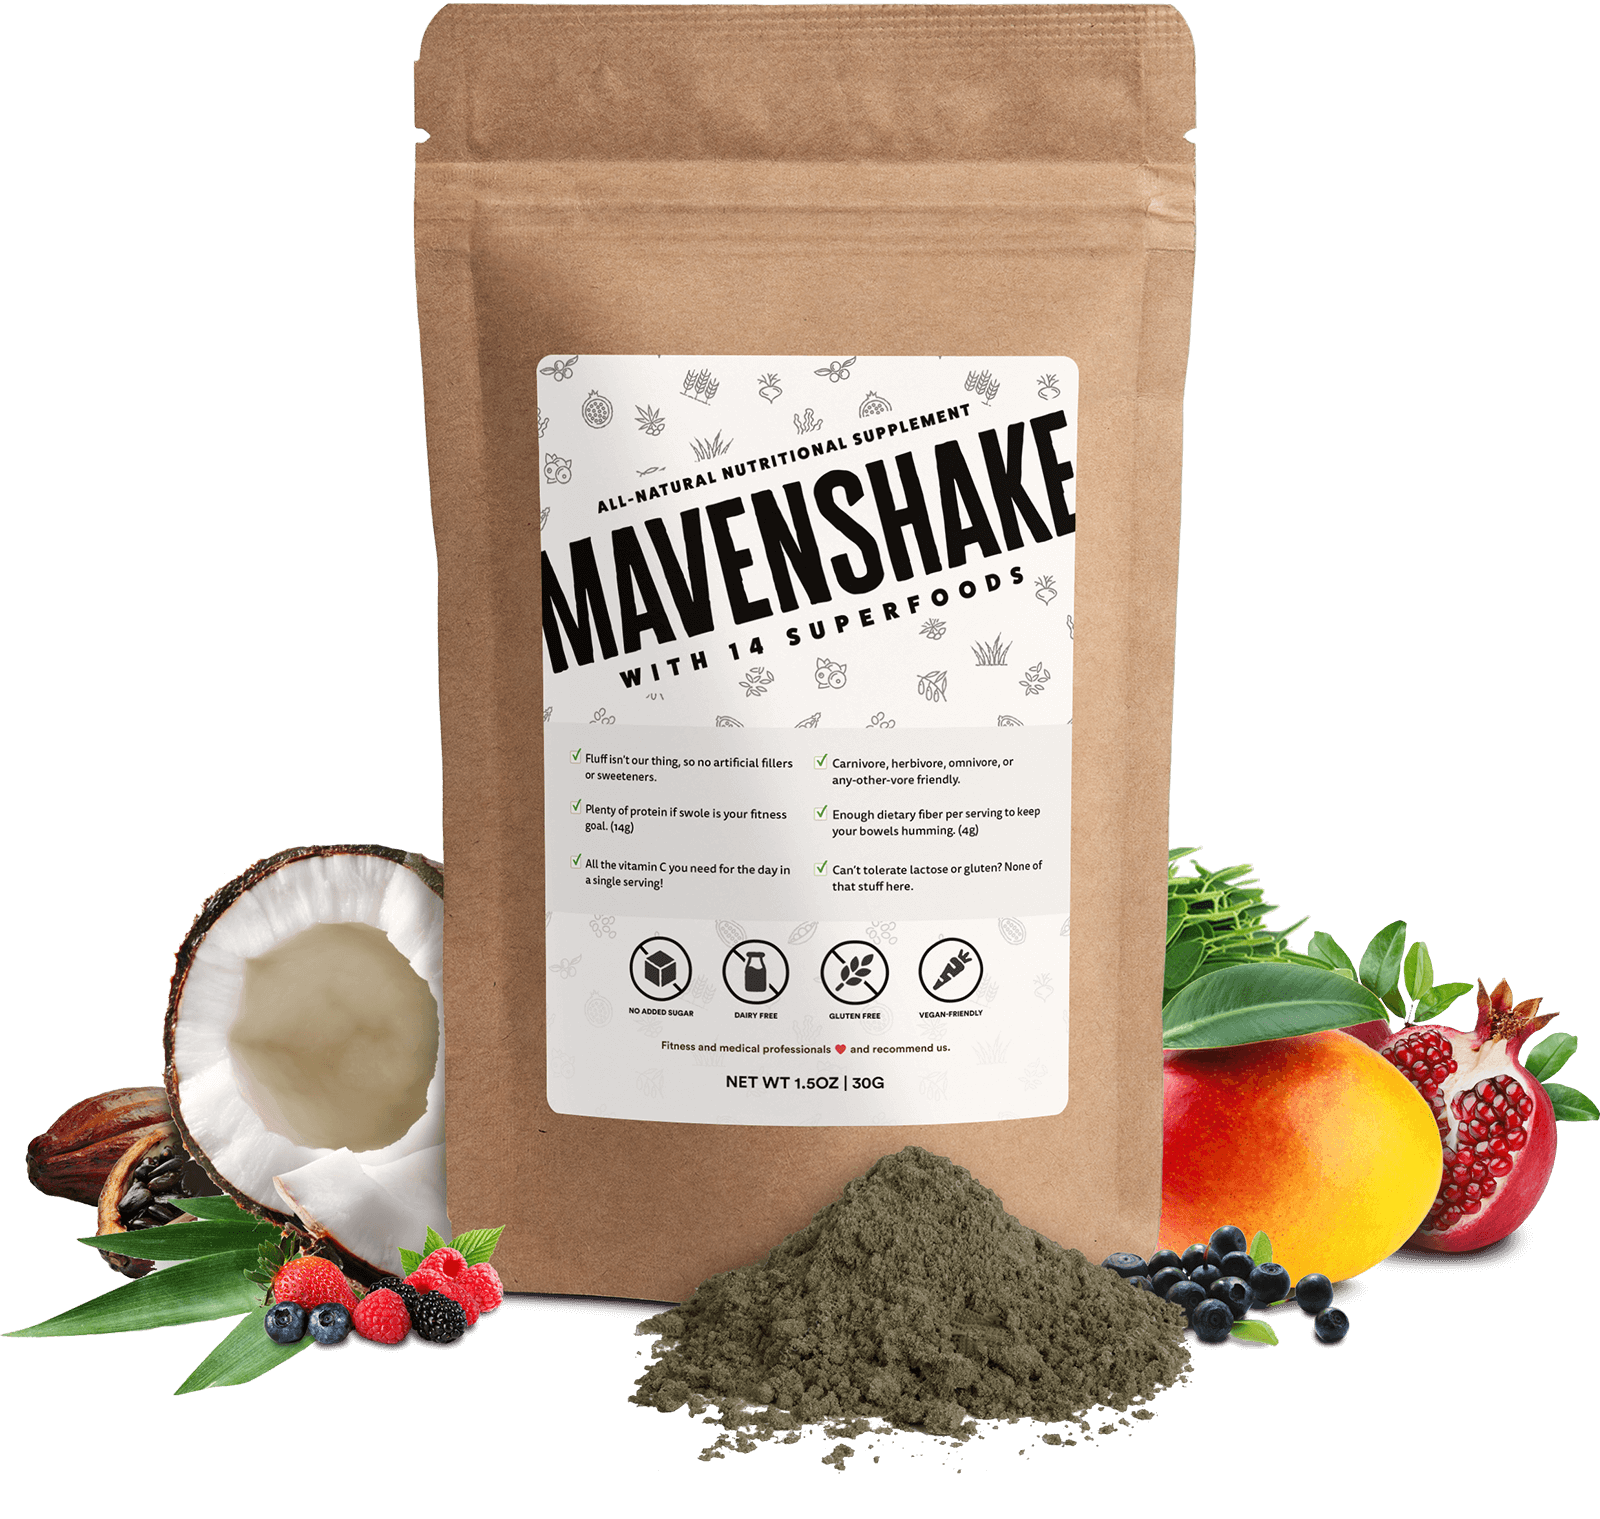 ALL-NATURAL NUTRITIONAL SUPPLEMENT
MAVENSHAKE
WITH 14 SUPERFOODS
Fluff isn't our thing, so no artificial fillers
or sweeteners.
Plenty of protein if swole is your fitness
goal. (14g)
All the vitamin C you need for the day in
a single serving!
Carnivore, herbivore, omnivore, or
any-other-vore friendly.
Enough dietary fiber per serving to keep
your bowels humming. (4g)
Can't tolerate lactose or gluten? None of
that stuff here.
NO ADDED SUGAR
DAIRY FREE
GLUTEN FREE
VEGAN-FRIENDLY
Fitness and medical professionals ❤ and recommend us.
NET WT 1.5OZ | 30G